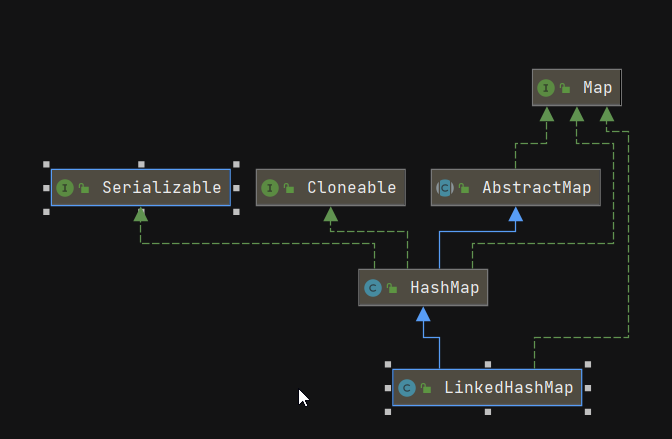 I Map
I Serializable
I Cloneable
C AbstractMap
C HashMap
C LinkedHashMap